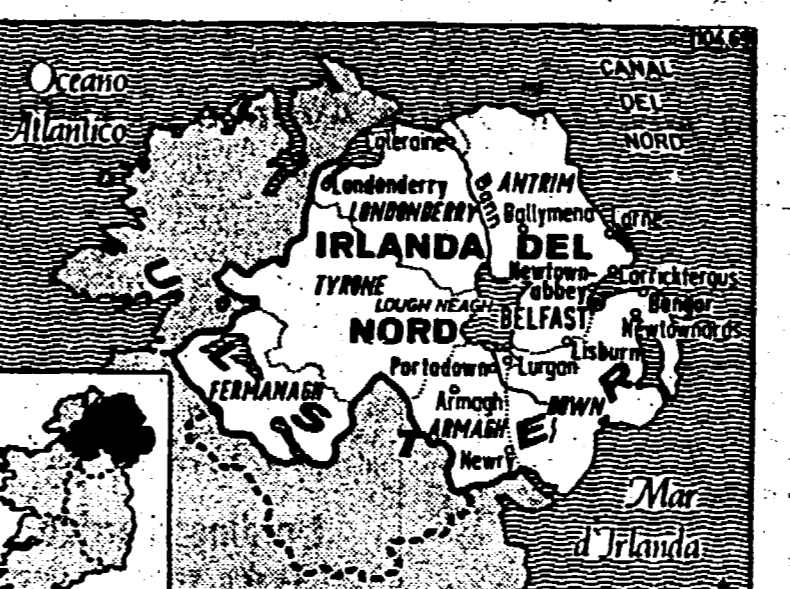 Oceano
Atlantico
CANAL
DEL
NORD
Coleraine
Londonderry
LONDONDERRY
Bann
ANTRIM
Ballymena
Larne
IRLANDA DEL
TYRONE
Newtown-
abbey
Carrickfergus
LOUGH NEAGH
BELFAST
Bangor
Newtownards
NORD
Lisburn
Portadown
Lurgan
FERMANAGH
Armagh
DOWN
ARMAGH
Newry
U L S T E R
Mar
d'Irlanda